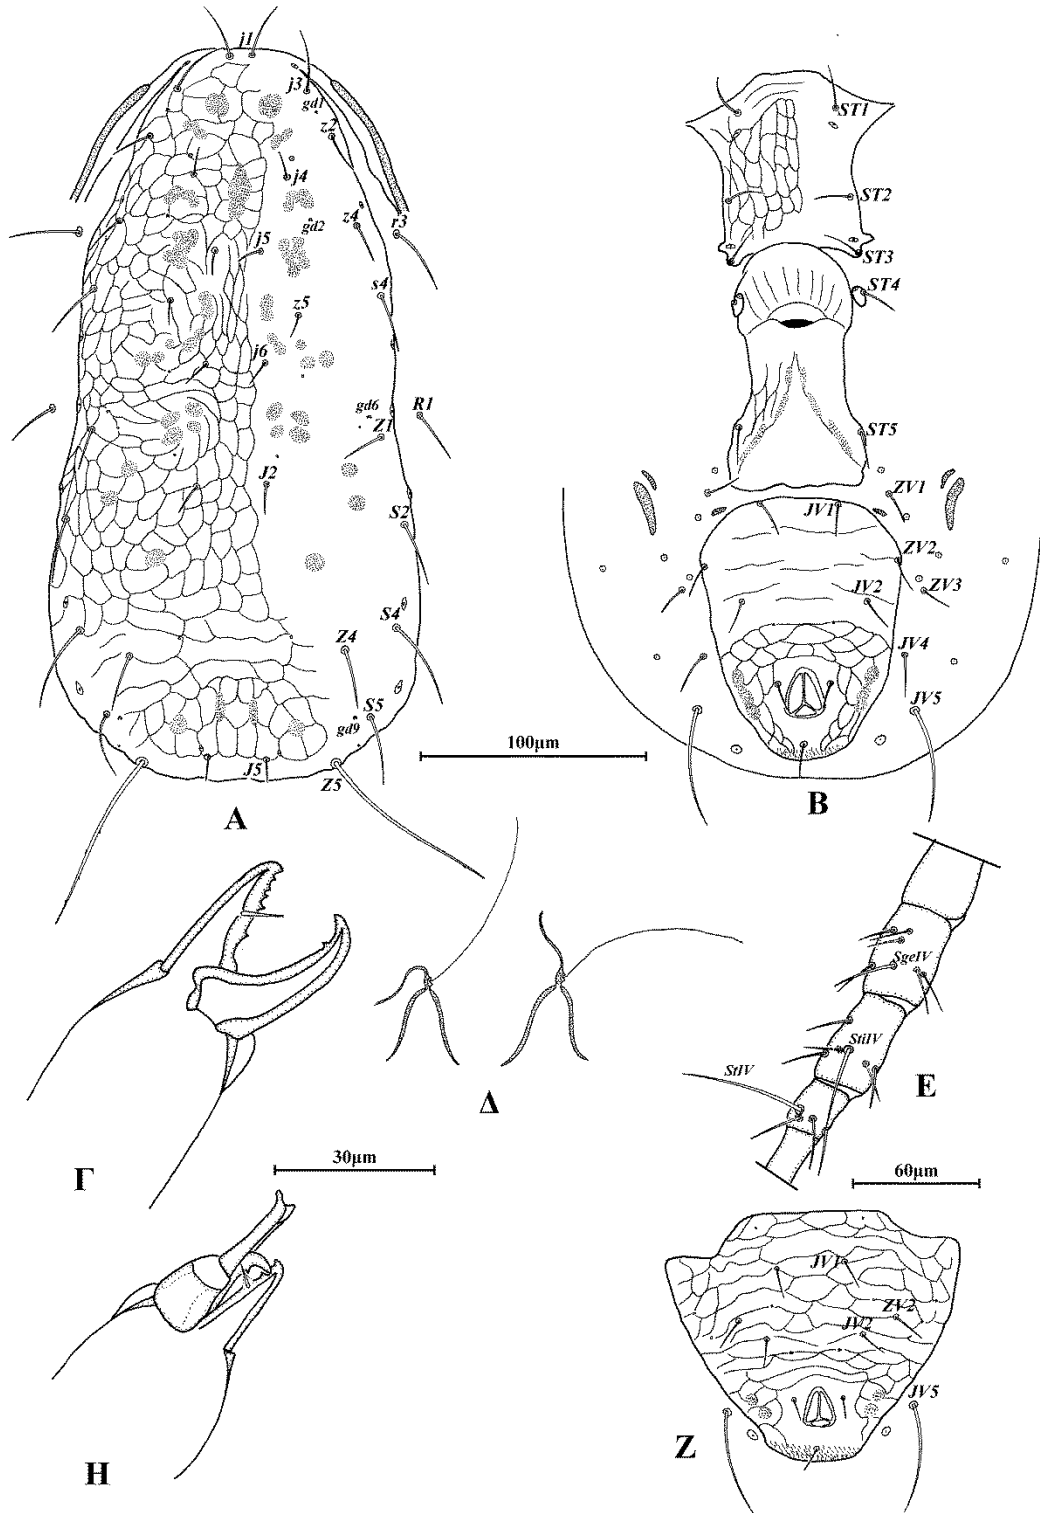 j1
j3
gd1
z2
j4
z4
gd2
r3
j5
s4
z5
j6
gd6
R1
Z1
J2
S2
S4
Z4
S5
gd9
J5
Z5
100μm
A
ST1
ST2
ST3
ST4
ST5
ZV1
JV1
ZV2
JV2
ZV3
JV4
JV5
B
Γ
30μm
Δ
SgeIV
StiIV
StIV
E
60μm
H
JV1
ZV2
JV2
JV5
Z